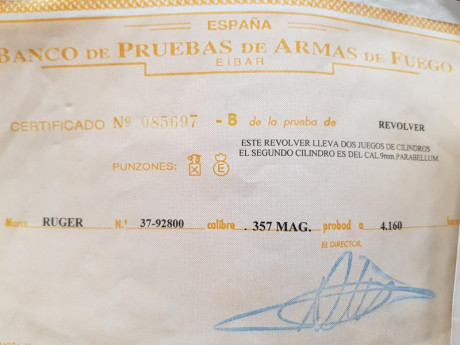 ESPAÑA
BANCO DE PRUEBAS DE ARMAS DE FUEGO
EIBAR
CERTIFICADO Nº 085697 - B de la prueba de REVOLVER
ESTE REVOLVER LLEVA DOS JUEGOS DE CILINDROS
EL SEGUNDO CILINDRO ES DEL CAL.9mm.PARABELLUM
PUNZONES:
Marca RUGER N.º 37-92800 calibre .357 MAG. probad a 4.160
EL DIRECTOR,